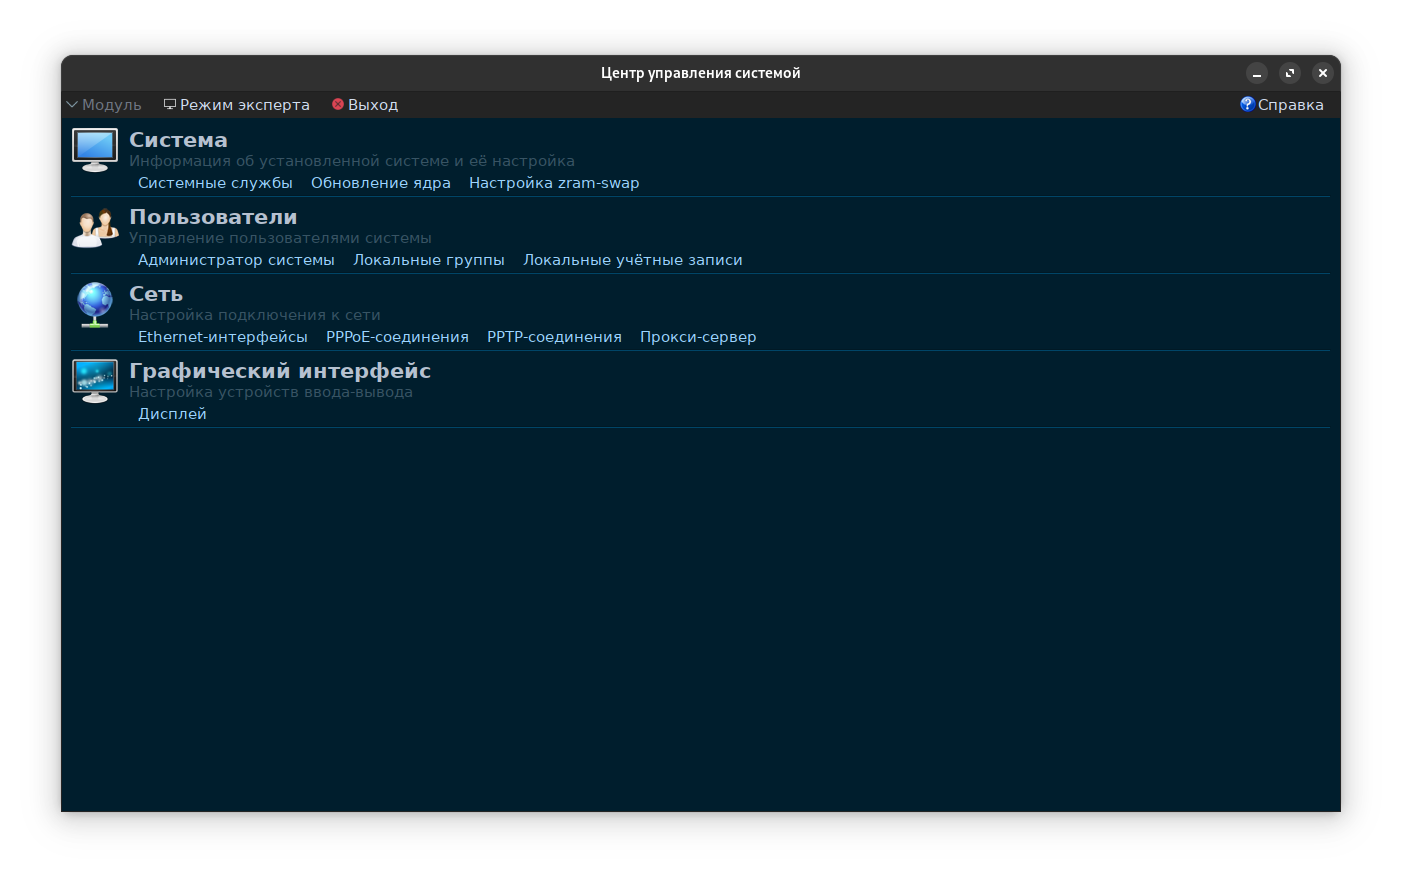 Центр управления системой
Модуль Режим эксперта Выход Справка
Система
Информация об установленной системе и её настройка
Системные службы Обновление ядра Настройка zram-swap
Пользователи
Управление пользователями системы
Администратор системы Локальные группы Локальные учётные записи
Сеть
Настройка подключения к сети
Ethernet-интерфейсы PPPoE-соединения PPTP-соединения Прокси-сервер
Графический интерфейс
Настройка устройств ввода-вывода
Дисплей